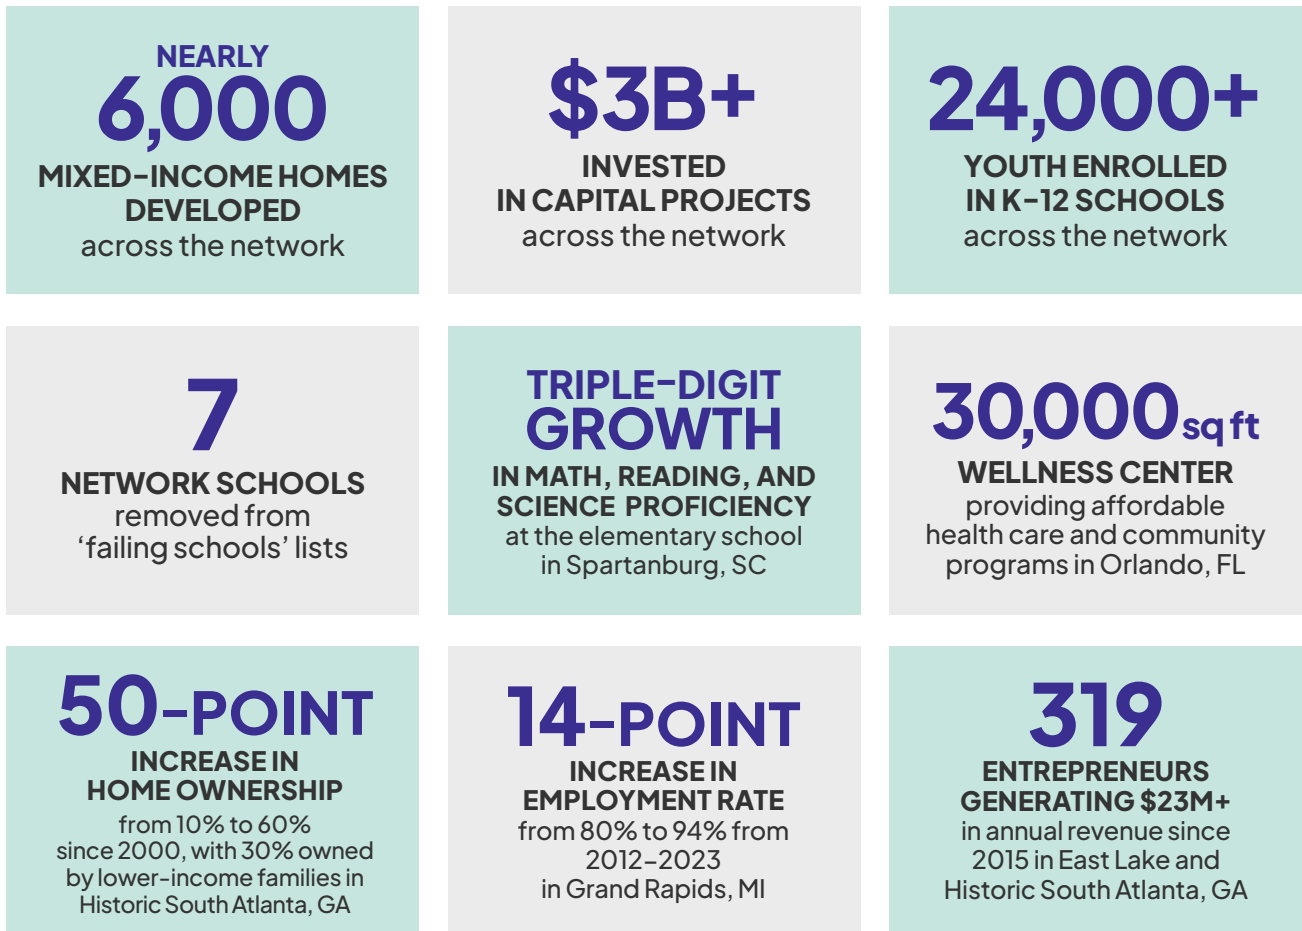 NEARLY
6,000
MIXED-INCOME HOMES
DEVELOPED
across the network
$3B+
INVESTED
IN CAPITAL PROJECTS
across the network
24,000+
YOUTH ENROLLED
IN K-12 SCHOOLS
across the network
7
NETWORK SCHOOLS
removed from
‘failing schools’ lists
TRIPLE-DIGIT
GROWTH
IN MATH, READING, AND
SCIENCE PROFICIENCY
at the elementary school
in Spartanburg, SC
30,000 sq ft
WELLNESS CENTER
providing affordable
health care and community
programs in Orlando, FL
50-POINT
INCREASE IN
HOME OWNERSHIP
from 10% to 60%
since 2000, with 30% owned
by lower-income families in
Historic South Atlanta, GA
14-POINT
INCREASE IN
EMPLOYMENT RATE
from 80% to 94% from
2012–2023
in Grand Rapids, MI
319
ENTREPRENEURS
GENERATING $23M+
in annual revenue since
2015 in East Lake and
Historic South Atlanta, GA